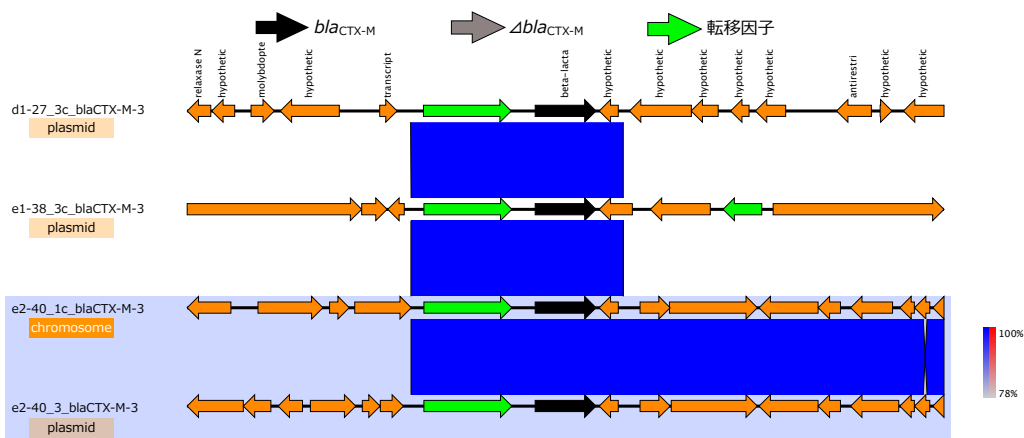 blaCTX-M
Δbla CTX-M
転移因子
relaxase N
hypothetic
molybdopte
hypothetic
transcript
beta-lacta
hypothetic
hypothetic
hypothetic
hypothetic
hypothetic
antirestri
hypothetic
hypothetic
d1-27_3c_blaCTX-M-3
plasmid
e1-38_3c_blaCTX-M-3
plasmid
e2-40_1c_blaCTX-M-3
chromosome
100%
78%
e2-40_3_blaCTX-M-3
plasmid